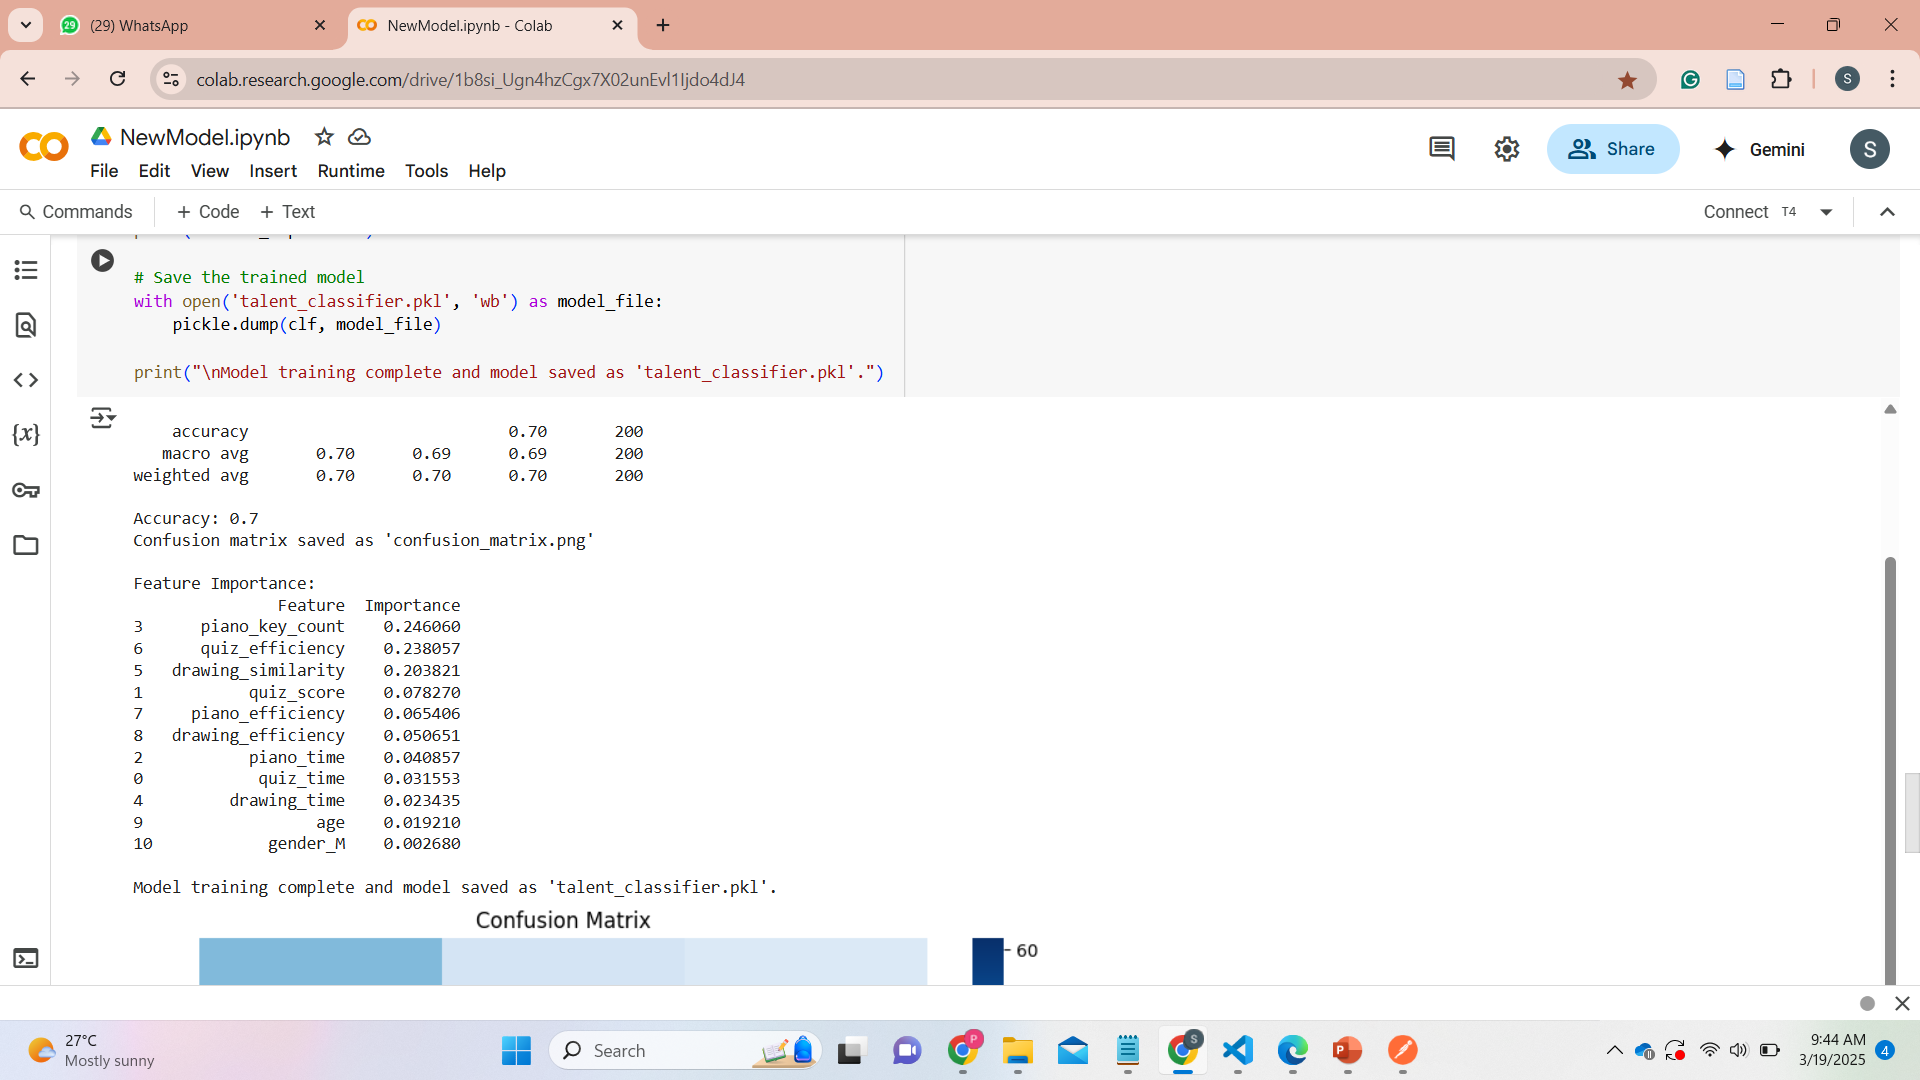 29
(29) WhatsApp
NewModel.ipynb - Colab
colab.research.google.com/drive/1b8si_Ugn4hzCgx7X02unEvl1Ijdo4dJ4
S
NewModel.ipynb
File Edit View Insert Runtime Tools Help
Share
Gemini
S
Commands
+ Code
+ Text
Connect T4
# Save the trained model
with open('talent_classifier.pkl', 'wb') as model_file:
pickle.dump(clf, model_file)
print("\nModel training complete and model saved as 'talent_classifier.pkl'.")
accuracy 0.70 200
macro avg 0.70 0.69 0.69 200
weighted avg 0.70 0.70 0.70 200
Accuracy: 0.7
Confusion matrix saved as 'confusion_matrix.png'
Feature Importance:
Feature Importance
3 piano_key_count 0.246060
6 quiz_efficiency 0.238057
5 drawing_similarity 0.203821
1 quiz_score 0.078270
7 piano_efficiency 0.065406
8 drawing_efficiency 0.050651
2 piano_time 0.040857
0 quiz_time 0.031553
4 drawing_time 0.023435
9 age 0.019210
10 gender_M 0.002680
Model training complete and model saved as 'talent_classifier.pkl'.
Confusion Matrix
60
27°C
Mostly sunny
Search
P
S
9:44 AM
3/19/2025
4